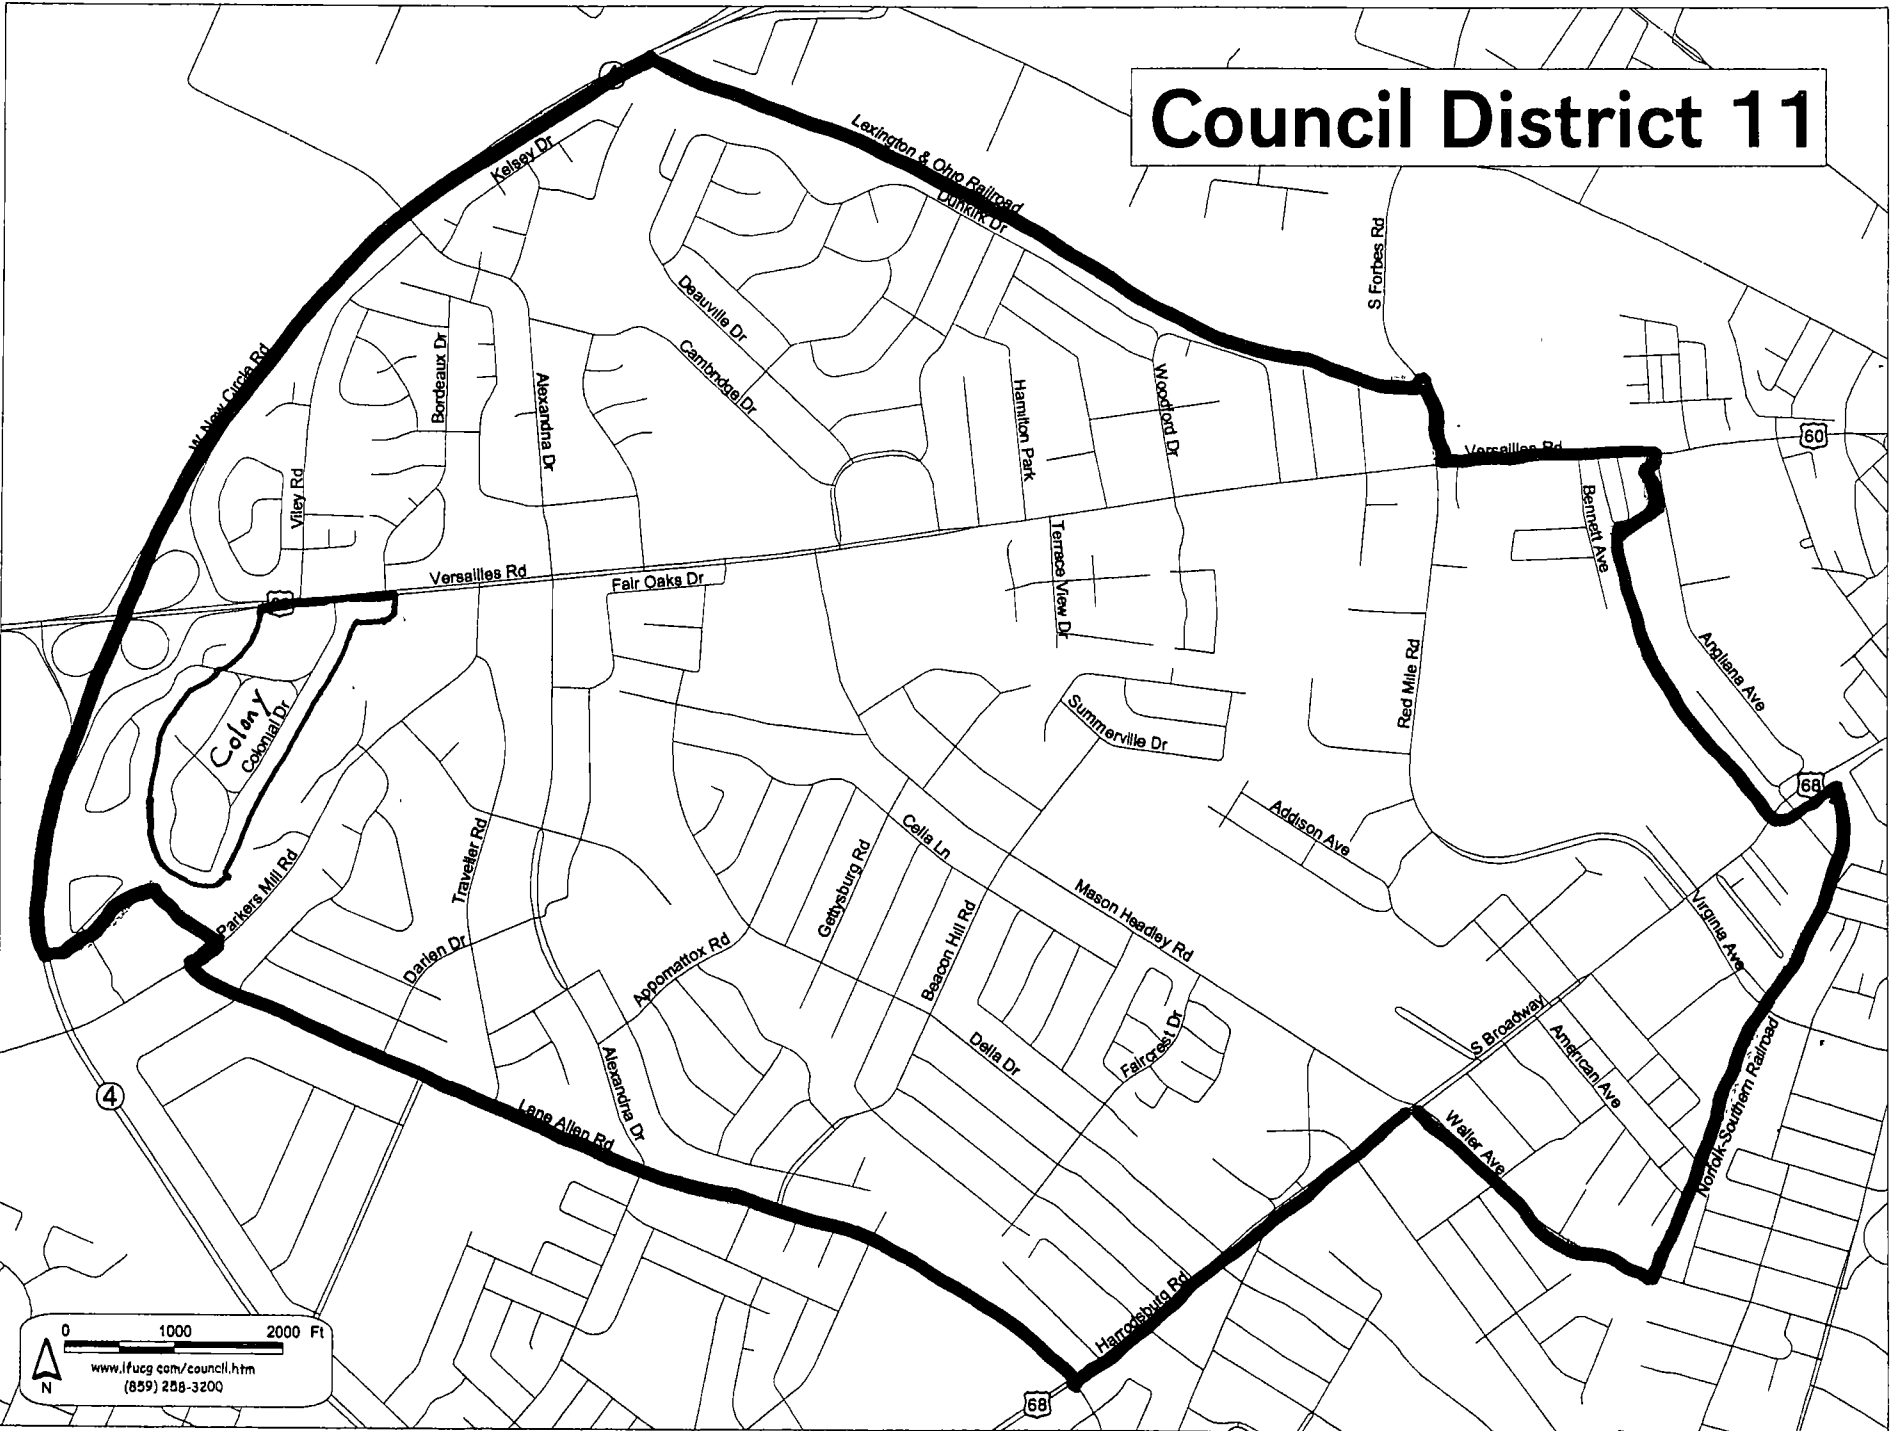 Council District 11
4
Kelsey Dr
Lexington & Ohio Railroad
Dunkirk Dr
S Forbes Rd
Deauville Dr
Cambridge Dr
Bordeaux Dr
Alexandria Dr
W New Circle Rd
Viley Rd
Hamilton Park
Woodford Dr
Versailles Rd
60
Bennett Ave
Versailles Rd
Fair Oaks Dr
Terrace View Dr
Angliana Ave
Red Mile Rd
Colony
Colonial Dr
Summerville Dr
68
Addison Ave
Cella Ln
Traveller Rd
Gettysburg Rd
Parkers Mill Rd
Mason Headley Rd
Virginia Ave
Darien Dr
Appomattox Rd
Beacon Hill Rd
S Broadway
American Ave
Faircrest Dr
Della Dr
Norfolk-Southern Railroad
4
Alexandria Dr
Lane Allen Rd
Waller Ave
Harrodsburg Rd
68
0 1000 2000 Ft
www.lfucg com/council.htm
(859) 258-3200
N